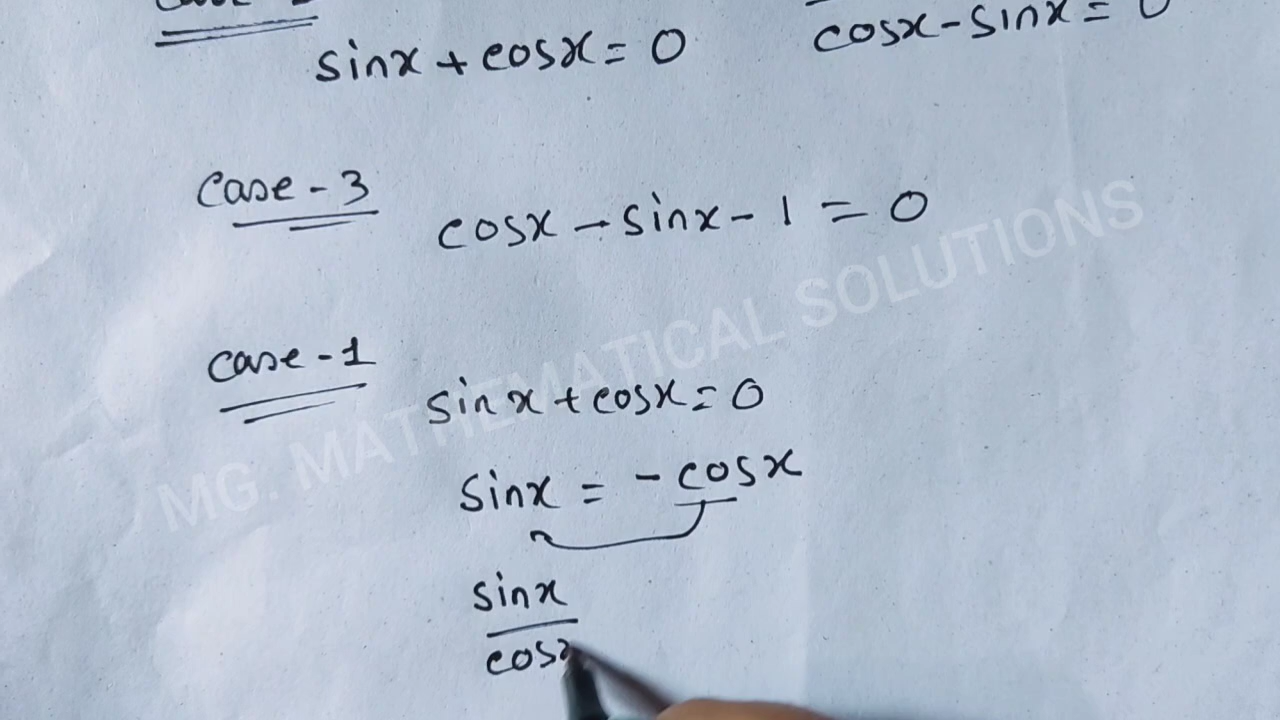 sinx + cosx = 0
cosx - sinx = 0
case - 3
cosx - sinx - 1 = 0
case - 1
sinx + cosx = 0
sinx = - cosx
sinx
cosx
MG. MATHEMATICAL SOLUTIONS